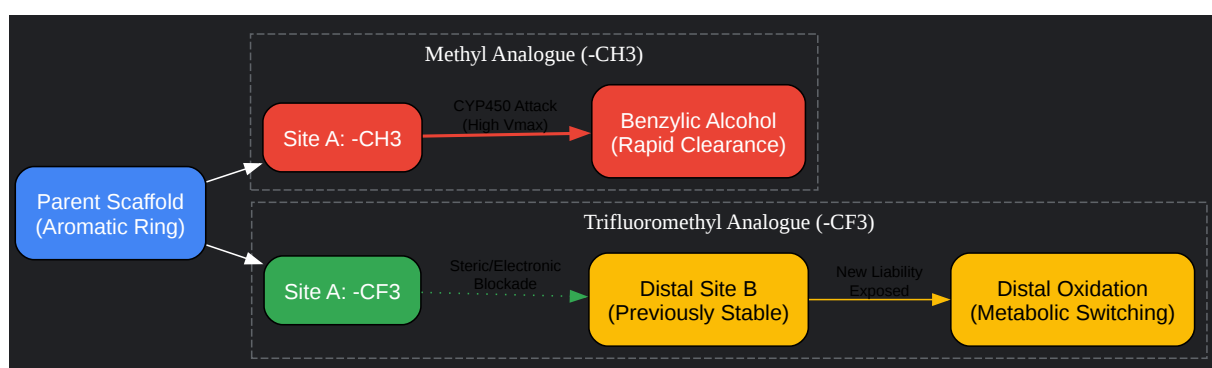 Methyl Analogue (-CH3)
Site A: -CH3
CYP450 Attack
(High Vmax)
Benzylic Alcohol
(Rapid Clearance)
Parent Scaffold
(Aromatic Ring)
Trifluoromethyl Analogue (-CF3)
Site A: -CF3
Steric/Electronic
Blockade
Distal Site B
(Previously Stable)
New Liability
Exposed
Distal Oxidation
(Metabolic Switching)